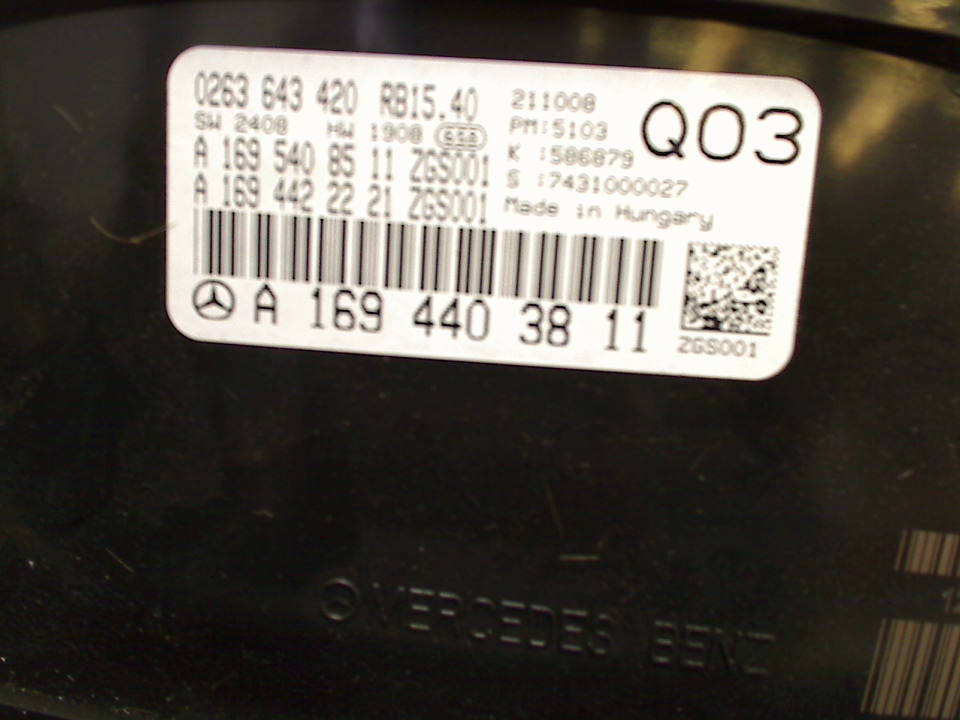 0263 643 420 RB15.40
SW 2408 HW 1908
A 169 540 85 11 ZGS001
A 169 442 22 21 ZGS001
211008
PM:5103
K :586879
S :7431000027
Made in Hungary
Q03
A 169 440 38 11
ZGS001
MERCEDES BENZ